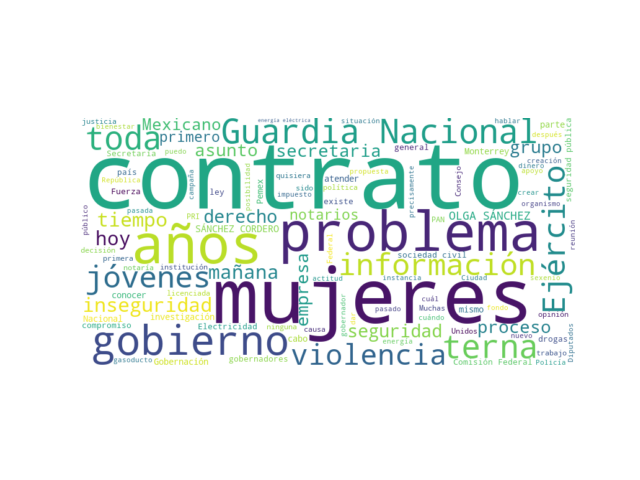 justicia
bienestar
toda
Mexicano
primero
Guardia Nacional
energía eléctrica
situación
hablar
parte
después
grupo
Secretaría
puedo
asunto
secretaria
general
Monterrey
creación
apoyo
contrato
país
República
Fuerza
campaña
ley
posibilidad
Pemex
impuesto
quisiera
sido
existe
propuesta
atender
política
precisamente
Consejo
dinero
crear
organismo
seguridad pública
público
pasada
tiempo
PRI
derecho
notarios
PAN
OLGA SÁNCHEZ
SÁNCHEZ CORDERO
hoy
decisión
años
problema
reunión
Ejército
primera
notaría
institución
jóvenes
mañana
empresa
Federal
sociedad civil
información
conocer
licenciada
actitud
instancia
Ciudad
sexenio
inseguridad
mujeres
gobernador
pasado
cuál
Muchas
mismo
fondo
opinión
Nacional
investigación
compromiso
Electricidad
ninguna
causa
cabo
seguridad
cuándo
Unidos
proceso
nuevo
drogas
gobierno
violencia
energía
terna
trabajo
Diputados
gasoducto
Gobernación
gobernadores
Comisión Federal
Policía